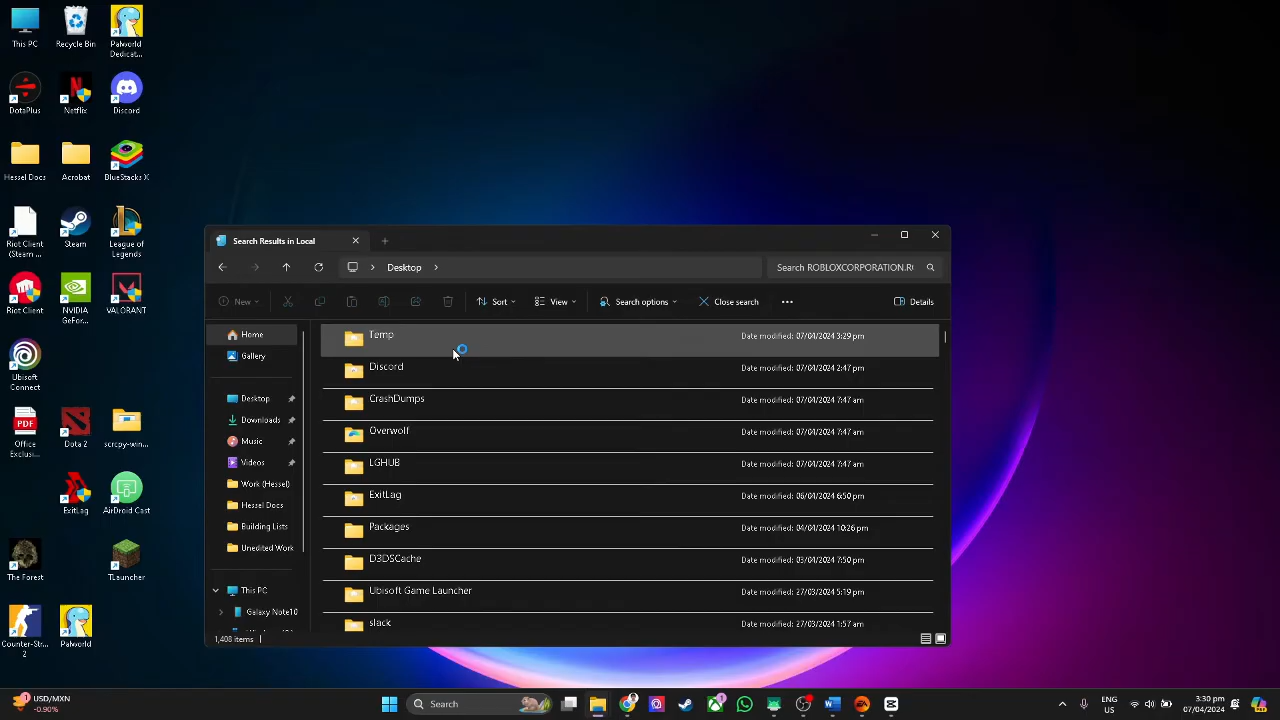 This PC
Recycle Bin
Palworld
Dedicat...
DotaPlus
Netflix
Discord
Hessel Docs
Acrobat
BlueStacks X
Riot Client
(Steam ...
Steam
League of
Legends
Riot Client
NVIDIA
GeFor...
VALORANT
Ubisoft
Connect
Office
Exclusi...
Dota 2
scrcpy-win...
ExitLag
AirDroid Cast
The Forest
TLauncher
Counter-Str...
2
Palworld
Search Results in Local
Desktop
Search ROBLOXCORPORATION.R
New
Sort
View
Search options
Close search
Details
Home
Gallery
Desktop
Downloads
Music
Videos
Work (Hessel)
Hessel Docs
Building Lists
Unedited Work
This PC
Galaxy Note10
Temp
Date modified: 07/04/2024 3:29 pm
Discord
Date modified: 07/04/2024 2:47 pm
CrashDumps
Date modified: 07/04/2024 7:47 am
Overwolf
Date modified: 07/04/2024 7:47 am
LGHUB
Date modified: 07/04/2024 7:47 am
ExitLag
Date modified: 06/04/2024 6:50 pm
Packages
Date modified: 04/04/2024 10:26 pm
D3DSCache
Date modified: 03/04/2024 7:50 pm
Ubisoft Game Launcher
Date modified: 27/03/2024 5:19 pm
slack
Date modified: 27/03/2024 1:57 am
1,408 items
USD/MXN
-0.90%
Search
ENG
US
3:30 pm
07/04/2024